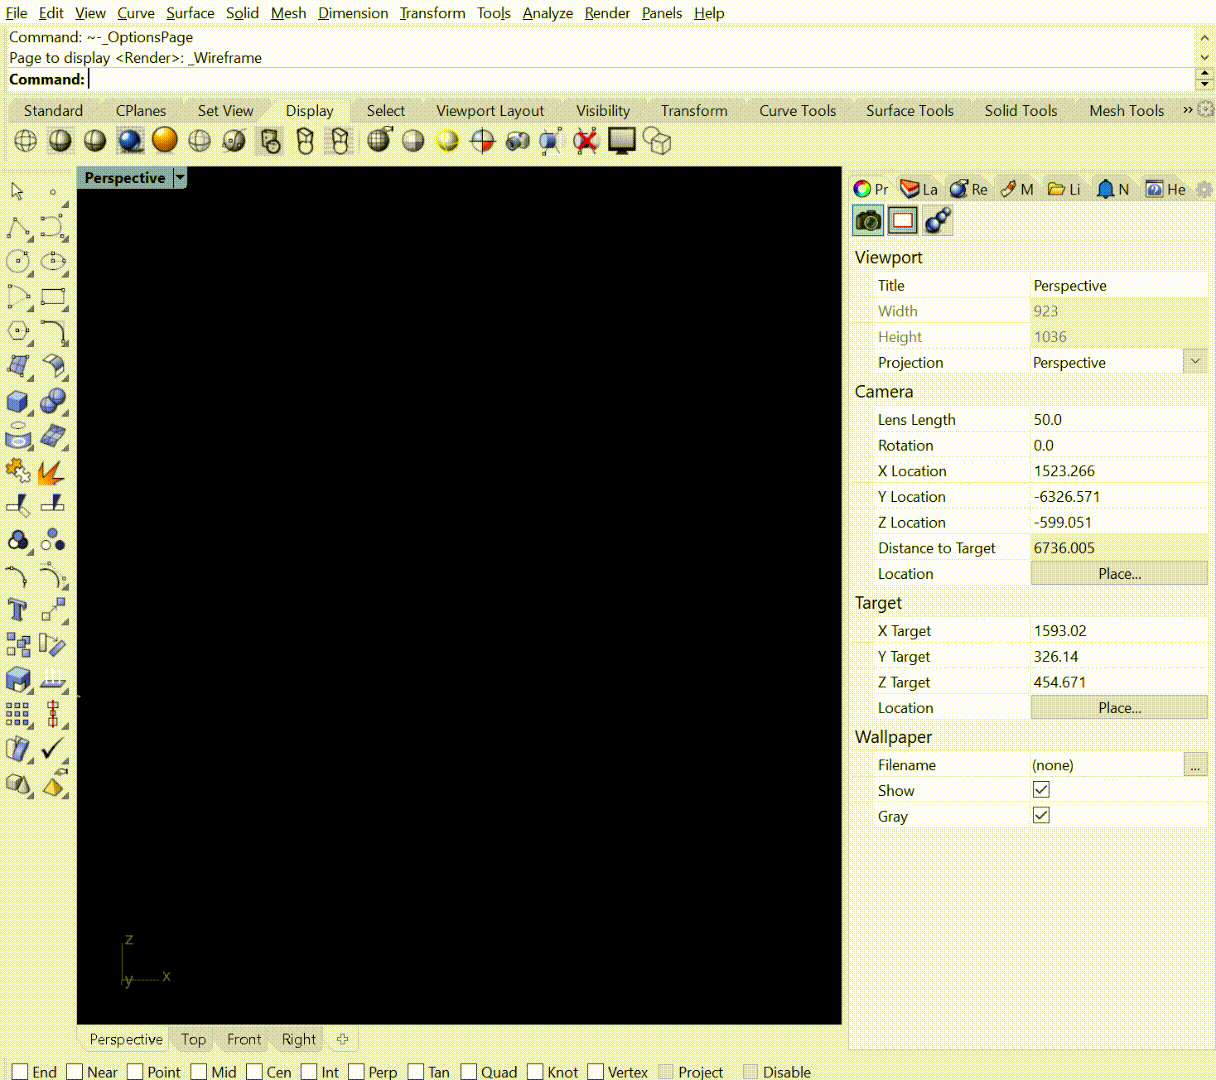 File Edit View Curve Surface Solid Mesh Dimension Transform Tools Analyze Render Panels Help
Command: ~-_OptionsPage
Page to display <Render>: _Wireframe
Command:
Standard CPlanes Set View Display Select Viewport Layout Visibility Transform Curve Tools Surface Tools Solid Tools Mesh Tools »
Perspective
Pr La Re M Li N He
Viewport
Title Perspective
Width 923
Height 1036
Projection Perspective
Camera
Lens Length 50.0
Rotation 0.0
X Location 1523.266
Y Location -6326.571
Z Location -599.051
Distance to Target 6736.005
Location Place...
Target
X Target 1593.02
Y Target 326.14
Z Target 454.671
Location Place...
Wallpaper
Filename (none) ...
Show
Gray
z
y x
Perspective Top Front Right
End Near Point Mid Cen Int Perp Tan Quad Knot Vertex Project Disable